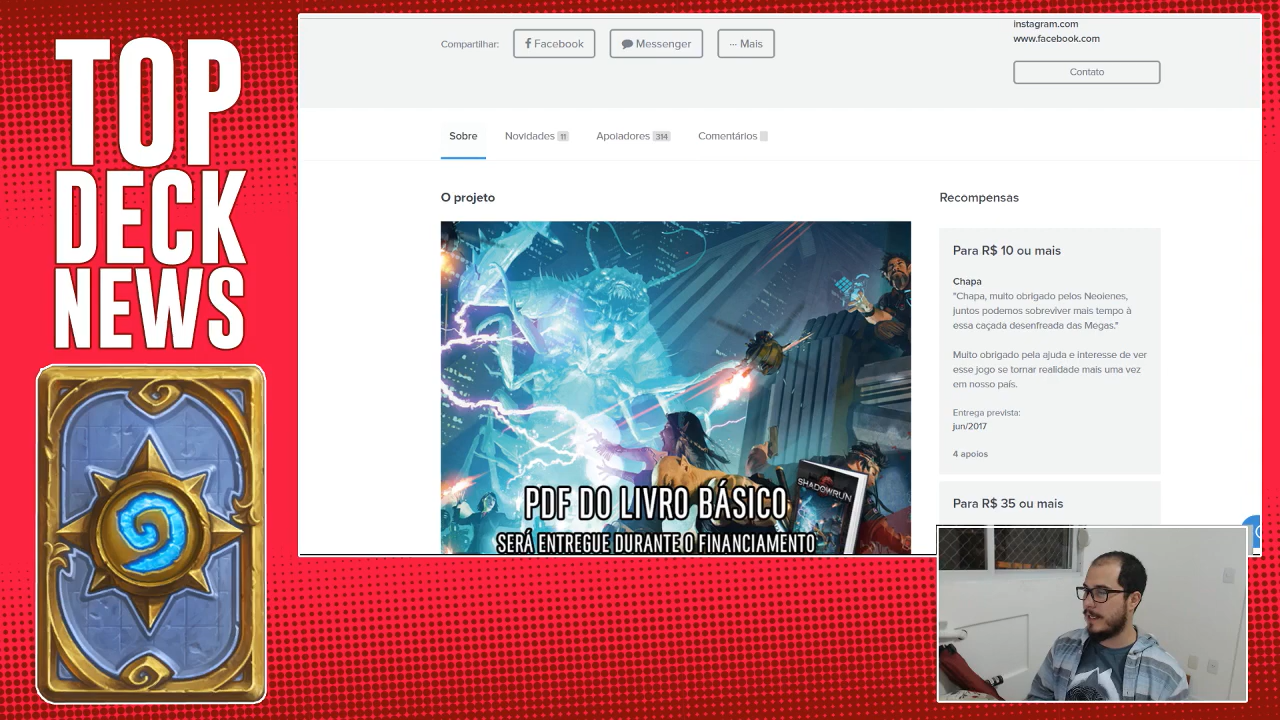 TOP
DECK
NEWS
Compartilhar:
Facebook
Messenger
··· Mais
instagram.com
www.facebook.com
Contato
Sobre
Novidades 11
Apoiadores 314
Comentários
O projeto
PDF DO LIVRO BÁSICO
SERÁ ENTREGUE DURANTE O FINANCIAMENTO
SHADOWRUN
Recompensas
Para R$ 10 ou mais
Chapa
"Chapa, muito obrigado pelos Neoienes,
juntos podemos sobreviver mais tempo à
essa caçada desenfreada das Megas."
Muito obrigado pela ajuda e interesse de ver
esse jogo se tornar realidade mais uma vez
em nosso país.
Entrega prevista:
jun/2017
4 apoios
Para R$ 35 ou mais